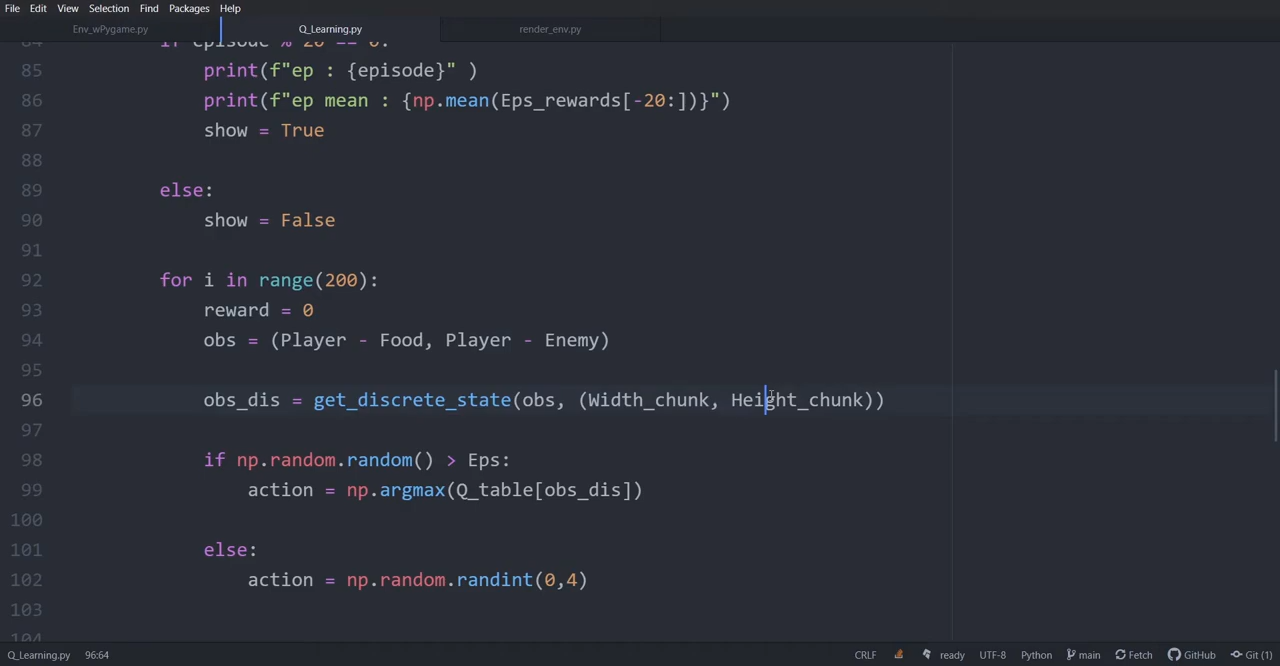 File Edit View Selection Find Packages Help
Env_wPygame.py Q_Learning.py render_env.py
84 if episode % 20 == 0:
85 print(f"ep : {episode}" )
86 print(f"ep mean : {np.mean(Eps_rewards[-20:])}")
87 show = True
88
89 else:
90 show = False
91
92 for i in range(200):
93 reward = 0
94 obs = (Player - Food, Player - Enemy)
95
96 obs_dis = get_discrete_state(obs, (Width_chunk, Height_chunk))
97
98 if np.random.random() > Eps:
99 action = np.argmax(Q_table[obs_dis])
100
101 else:
102 action = np.random.randint(0,4)
103
104
Q_Learning.py 96:64 CRLF ready UTF-8 Python main Fetch GitHub Git (1)